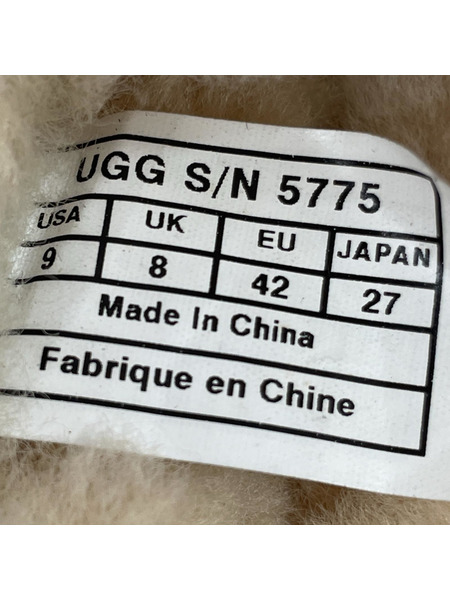 UGG S/N 5775
USA UK EU JAPAN
9 8 42 27
Made In China
Fabrique en Chine